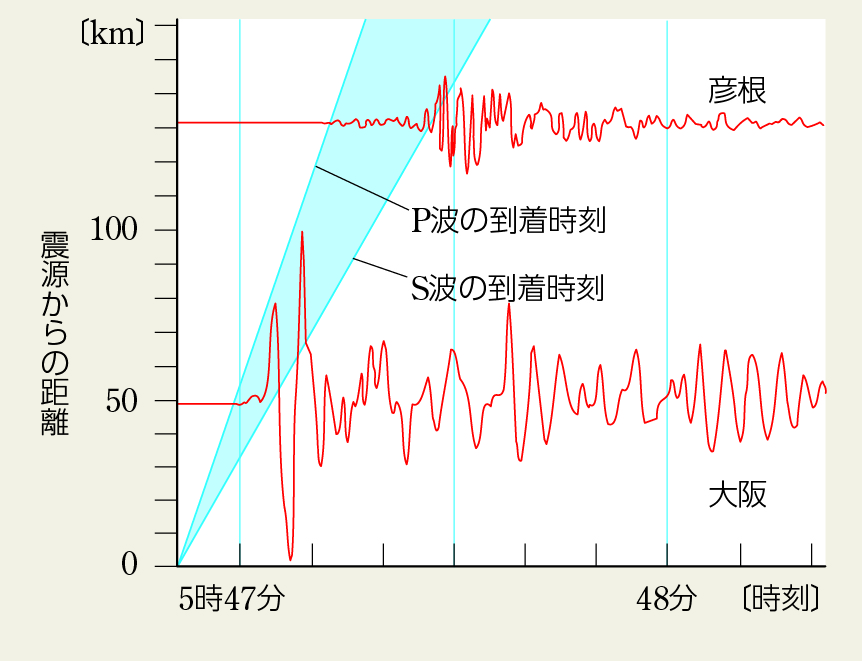 〔km〕
彦根
100
P波の到着時刻
S波の到着時刻
震源からの距離
50
大阪
0
5時47分
48分
〔時刻〕